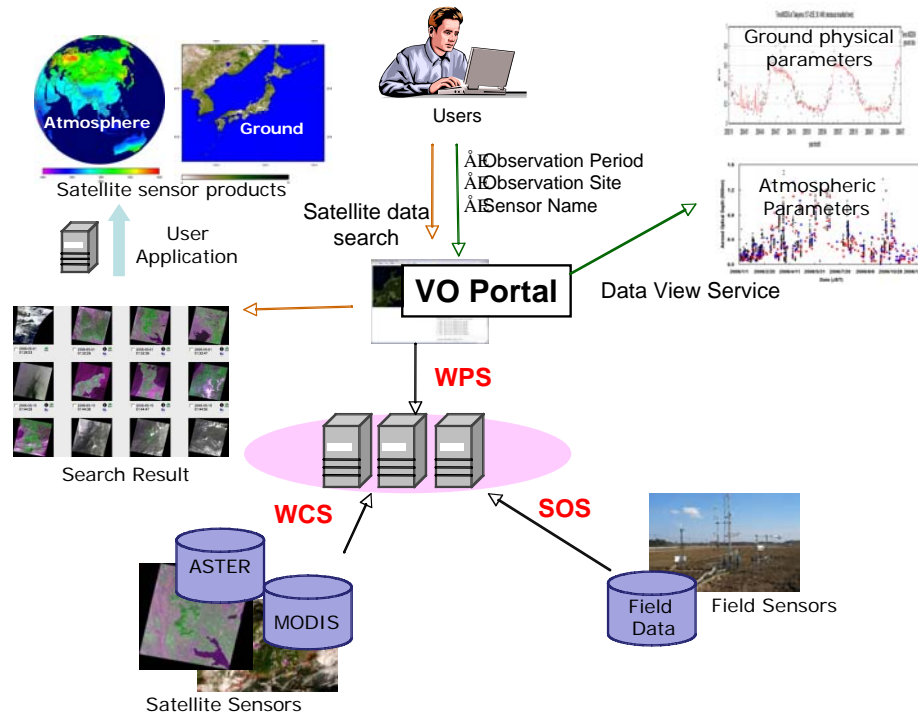 Atmosphere
Ground
Satellite sensor products
User
Application
Users
ÅEObservation Period
ÅEObservation Site
ÅESensor Name
Satellite data
search
Ground physical
parameters
Atmospheric
Parameters
VO Portal
Data View Service
WPS
Search Result
WCS
SOS
ASTER
MODIS
Satellite Sensors
Field
Data
Field Sensors